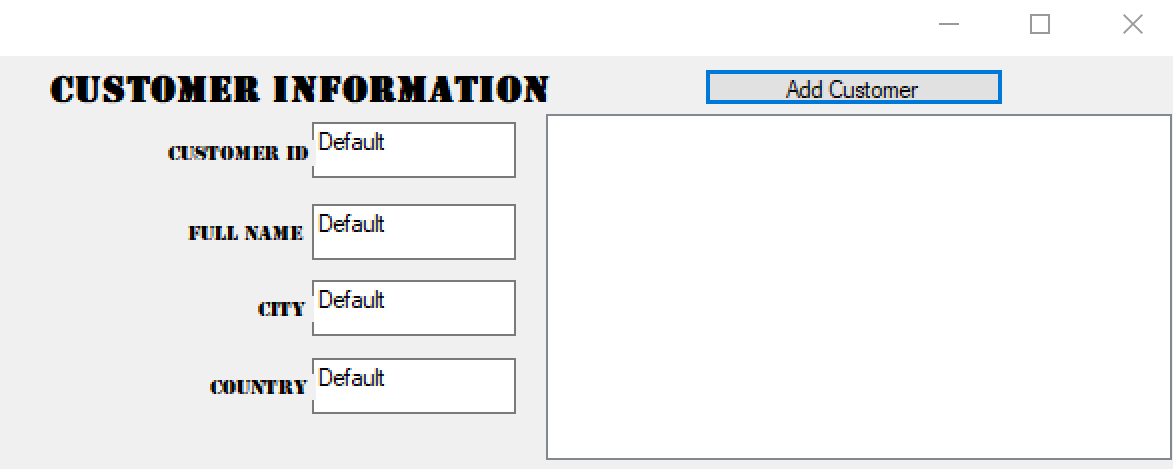 CUSTOMER INFORMATION
Add Customer
CUSTOMER ID
Default
FULL NAME
Default
CITY
Default
COUNTRY
Default